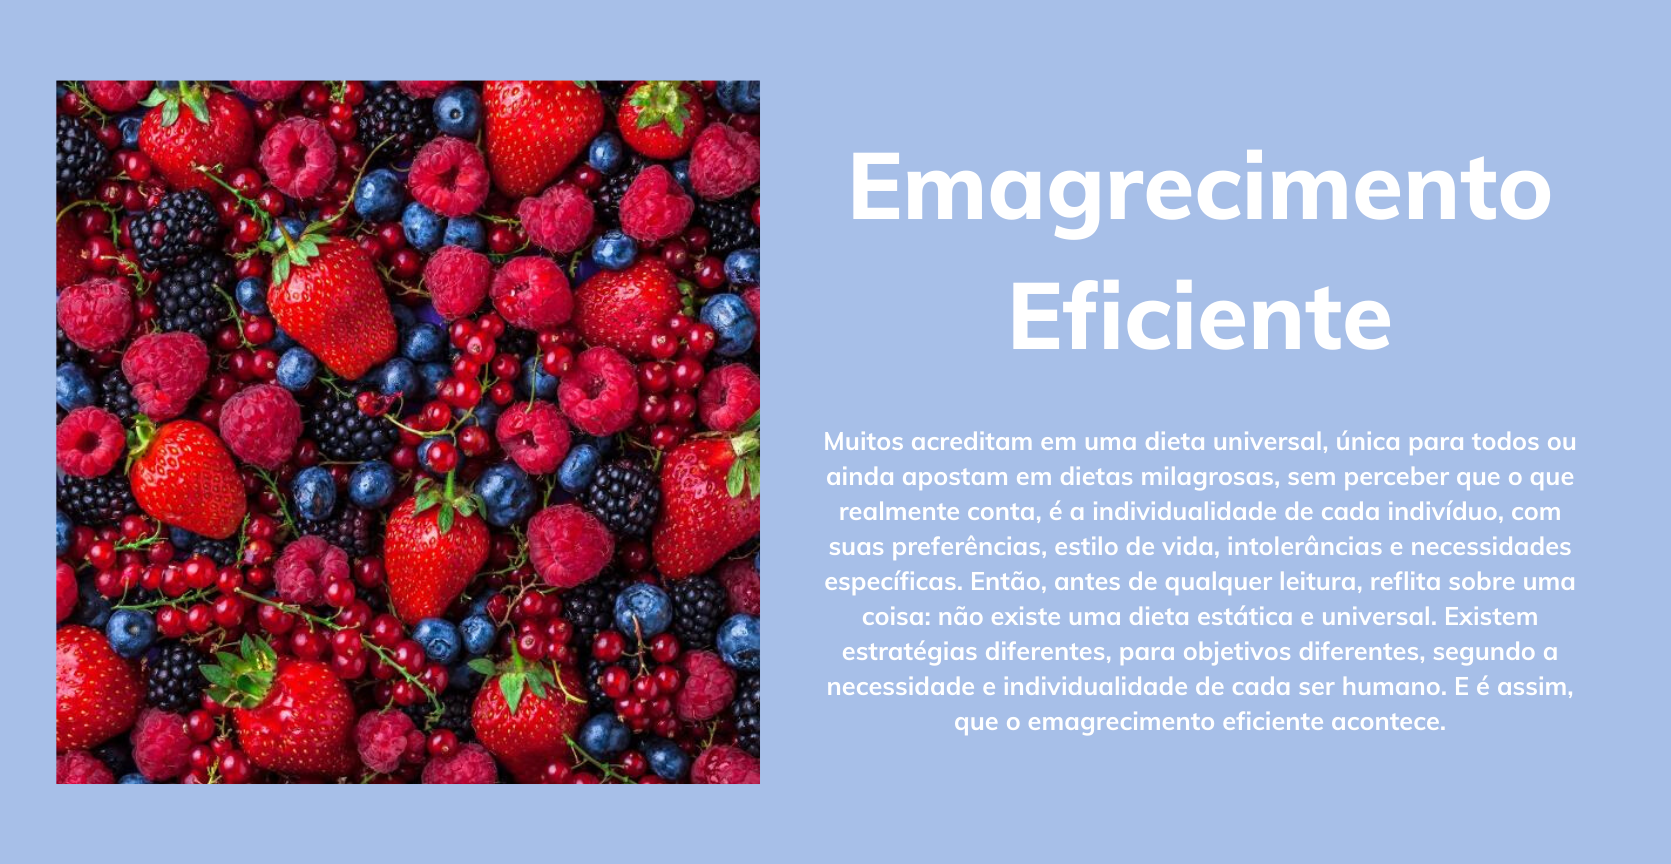 Emagrecimento
Eficiente
Muitos acreditam em uma dieta universal, única para todos ou
ainda apostam em dietas milagrosas, sem perceber que o que
realmente conta, é a individualidade de cada indivíduo, com
suas preferências, estilo de vida, intolerâncias e necessidades
específicas. Então, antes de qualquer leitura, reflita sobre uma
coisa: não existe uma dieta estática e universal. Existem
estratégias diferentes, para objetivos diferentes, segundo a
necessidade e individualidade de cada ser humano. E é assim,
que o emagrecimento eficiente acontece.